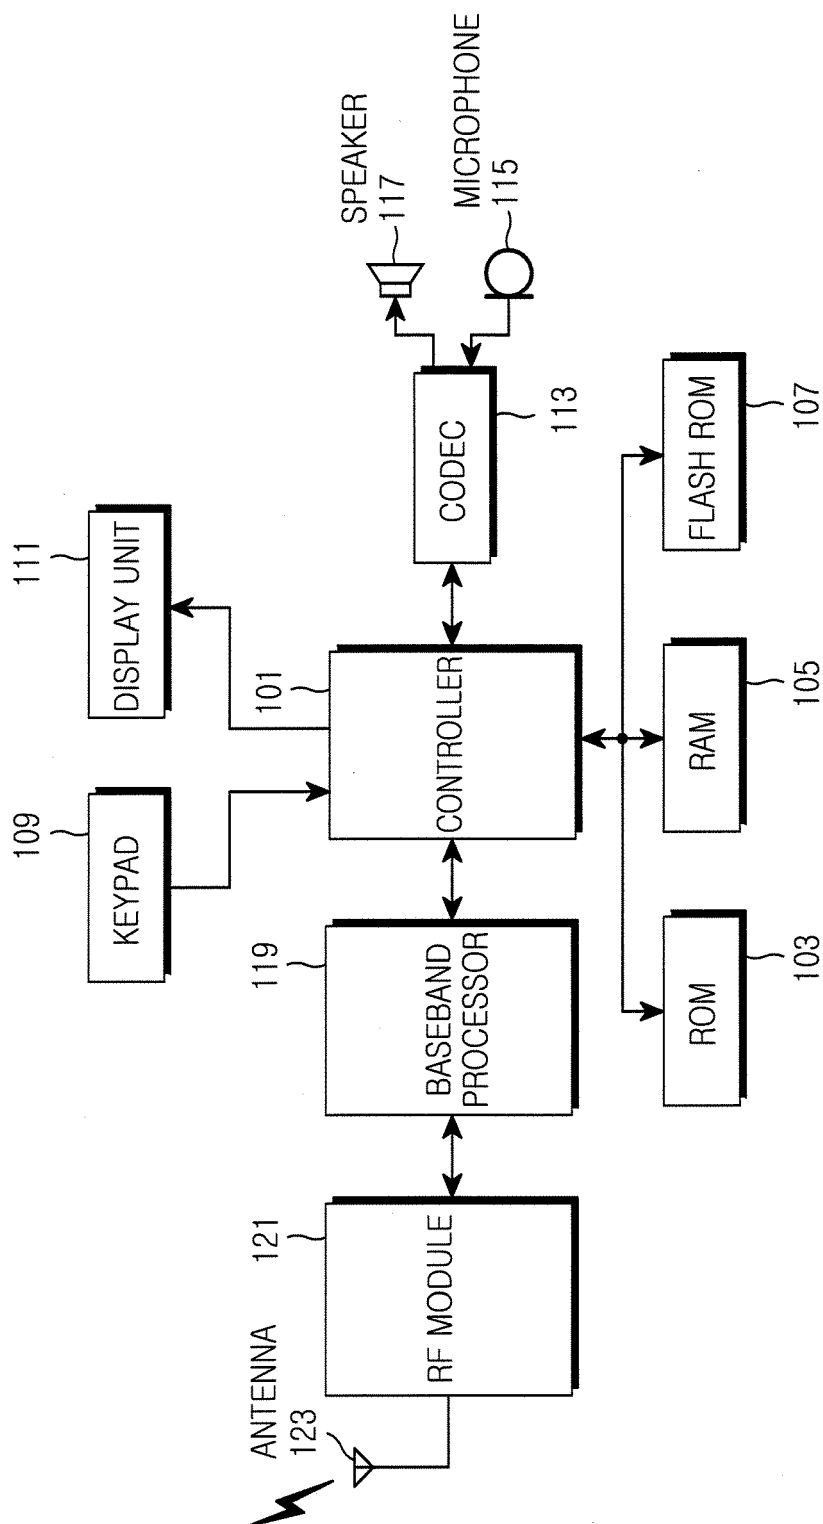 ANTENNA
123
121
RF MODULE
119
BASEBAND
PROCESSOR
109
KEYPAD
111
DISPLAY UNIT
101
CONTROLLER
CODEC
113
SPEAKER
117
MICROPHONE
115
ROM
103
RAM
105
FLASH ROM
107